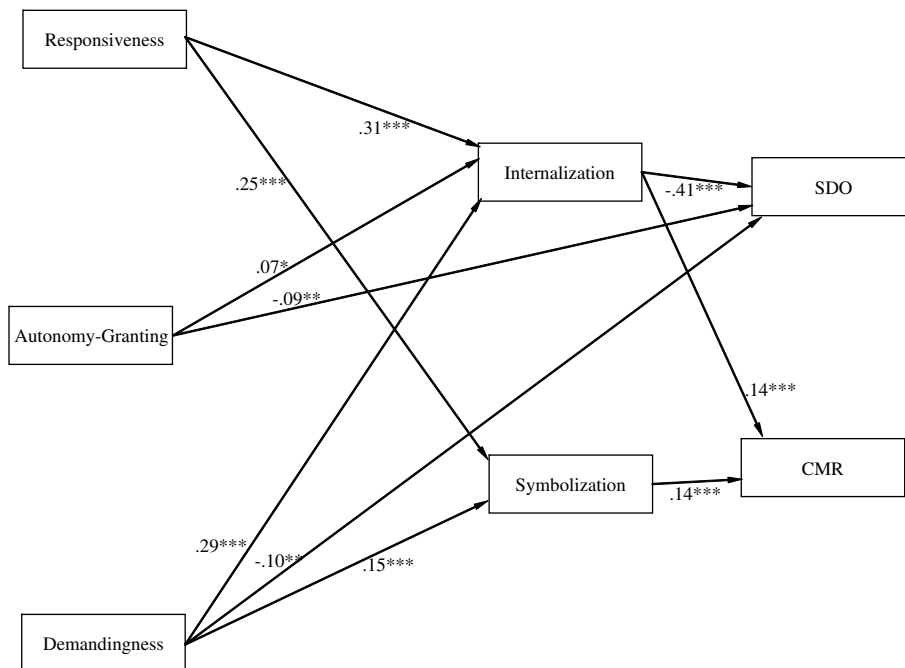 Responsiveness
.31***
Internalization
-.41***
SDO
.25***
.07*
-.09**
Autonomy-Granting
.14***
CMR
Symbolization
.14***
.29***
-.10**
.15***
Demandingness